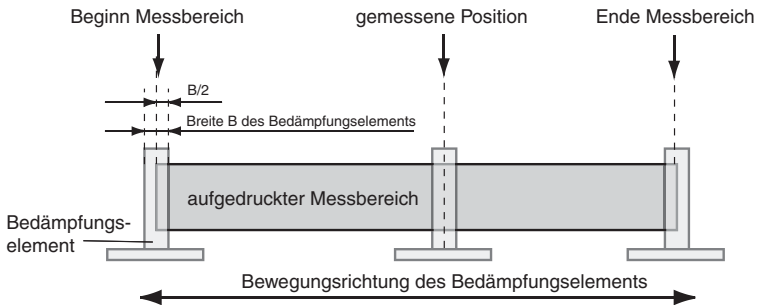 Beginn Messbereich
gemessene Position
Ende Messbereich
B/2
Breite B des Bedämpfungselements
aufgedruckter Messbereich
Bedämpfungs-
element
Bewegungsrichtung des Bedämpfungselements